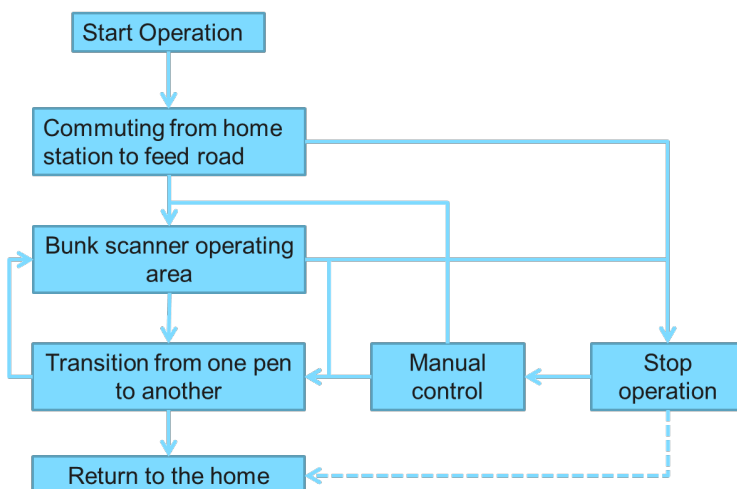 Start Operation
Commuting from home
station to feed road
Bunk scanner operating
area
Transition from one pen
to another
Manual
control
Stop
operation
Return to the home